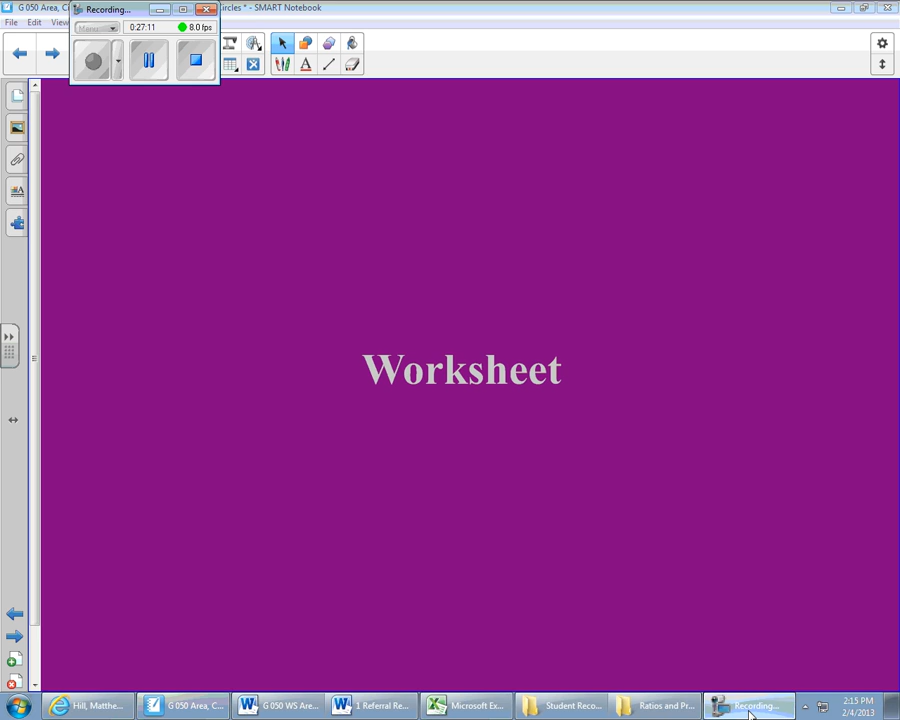 G 050 Area, Ci
Recording...
ircles * - SMART Notebook
File Edit View
Manual
0:27:11
8.0 fps
A
Worksheet
Hill, Matthe...
G 050 Area, C...
G 050 WS Are...
1 Referral Re...
Microsoft Ex...
Student Reco...
Ratios and Pr...
Recording...
2:15 PM
2/4/2013